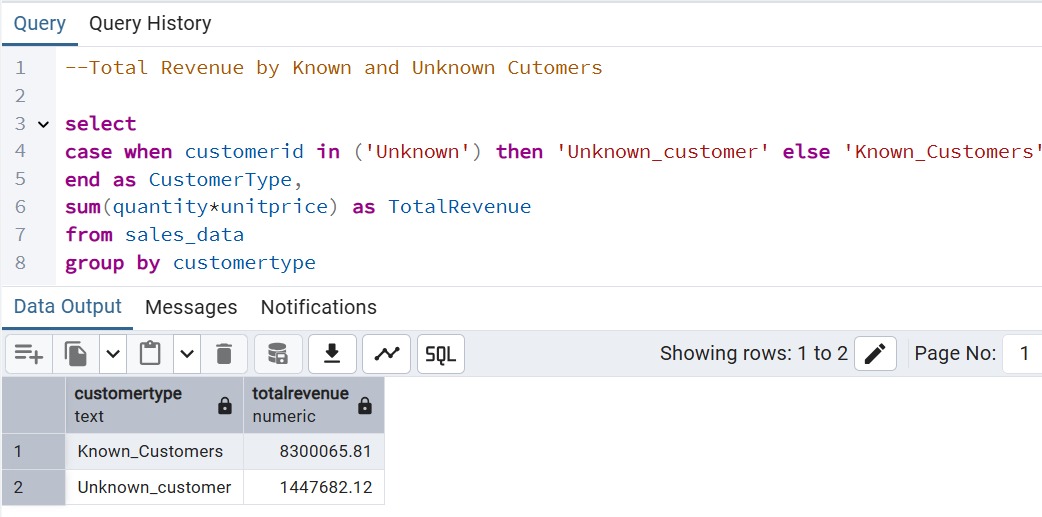 Query Query History
1 --Total Revenue by Known and Unknown Cutomers
2
3 select
4 case when customerid in ('Unknown') then 'Unknown_customer' else 'Known_Customers'
5 end as CustomerType,
6 sum(quantity*unitprice) as TotalRevenue
7 from sales_data
8 group by customertype
Data Output Messages Notifications
SQL Showing rows: 1 to 2 Page No: 1
customertype totalrevenue
text numeric
1 Known_Customers 8300065.81
2 Unknown_customer 1447682.12